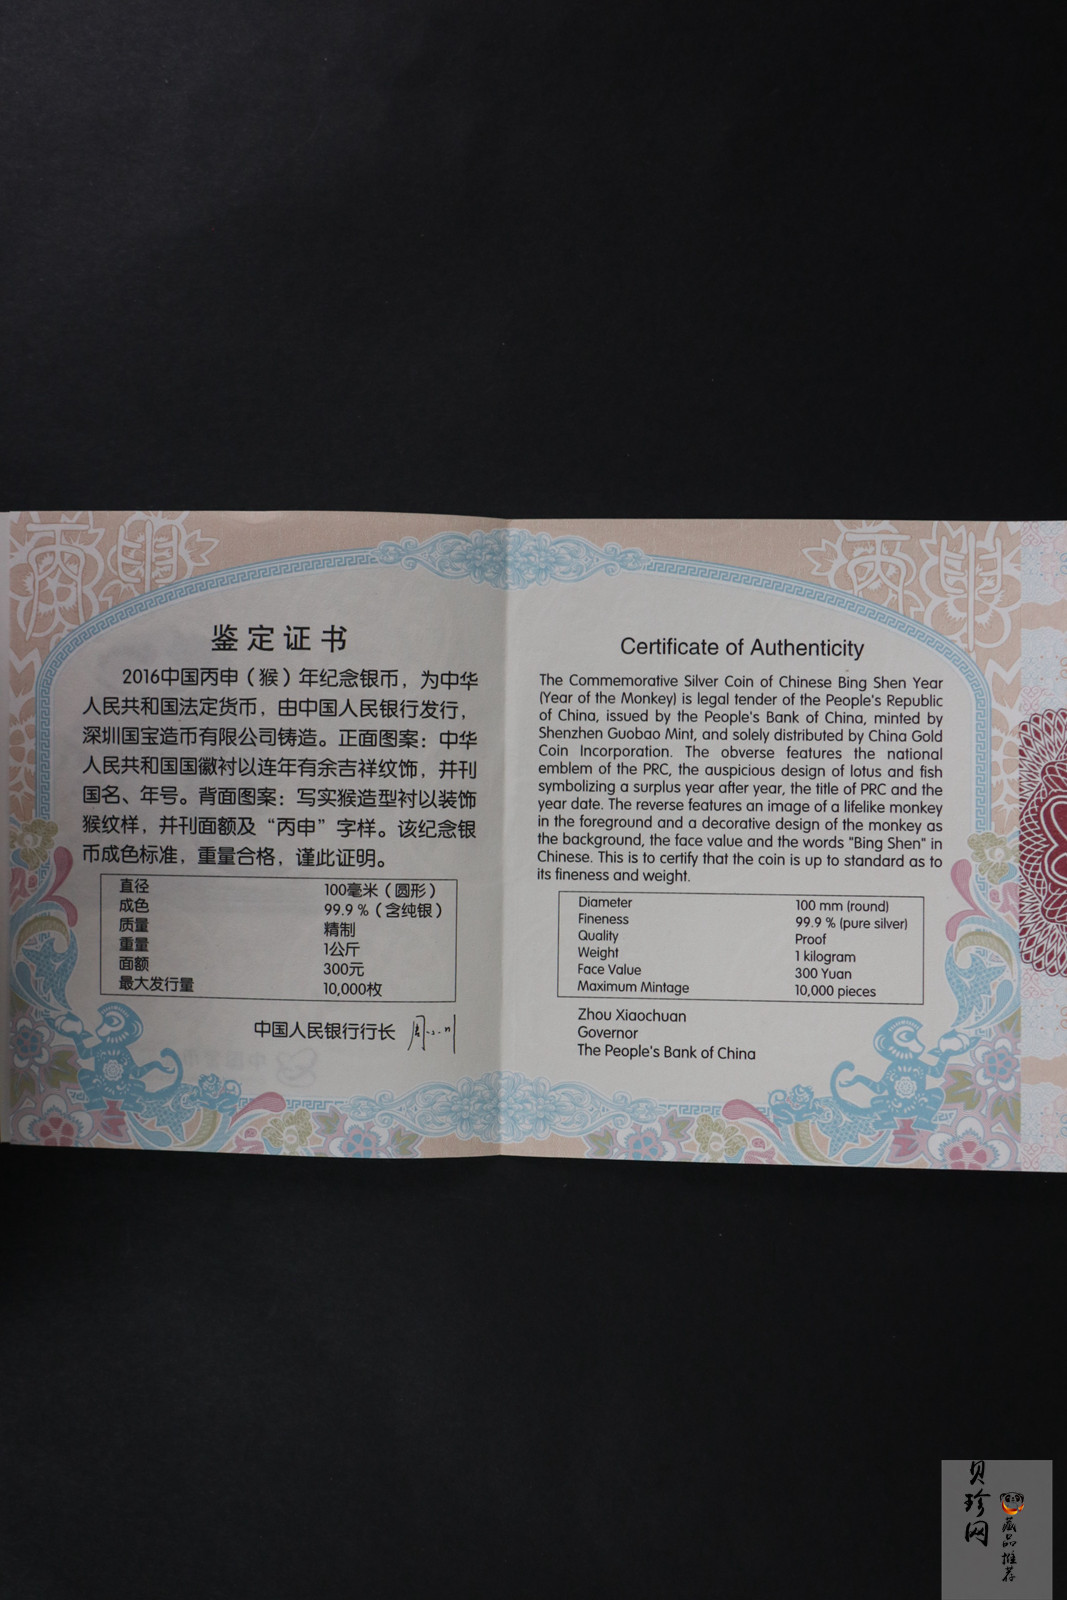 鉴定证书
2016中国丙申（猴）年纪念银币，为中华
人民共和国法定货币，由中国人民银行发行，
深圳国宝造币有限公司铸造。正面图案：中华
人民共和国国徽衬以连年有余吉祥纹饰，并刊
国名、年号。背面图案：写实猴造型衬以装饰
猴纹样，并刊面额及“丙申”字样。该纪念银
币成色标准，重量合格，谨此证明。
直径 100毫米（圆形）
成色 99.9 %（含纯银）
质量 精制
重量 1公斤
面额 300元
最大发行量 10,000枚
中国人民银行行长
Certificate of Authenticity
The Commemorative Silver Coin of Chinese Bing Shen Year
(Year of the Monkey) is legal tender of the People's Republic
of China, issued by the People's Bank of China, minted by
Shenzhen Guobao Mint, and solely distributed by China Gold
Coin Incorporation. The obverse features the national
emblem of the PRC, the auspicious design of lotus and fish
symbolizing a surplus year after year, the title of PRC and the
year date. The reverse features an image of a lifelike monkey
in the foreground and a decorative design of the monkey as
the background, the face value and the words "Bing Shen" in
Chinese. This is to certify that the coin is up to standard as to
its fineness and weight.
Diameter 100 mm (round)
Fineness 99.9 % (pure silver)
Quality Proof
Weight 1 kilogram
Face Value 300 Yuan
Maximum Mintage 10,000 pieces
Zhou Xiaochuan
Governor
The People's Bank of China
贝珍网
藏品推荐